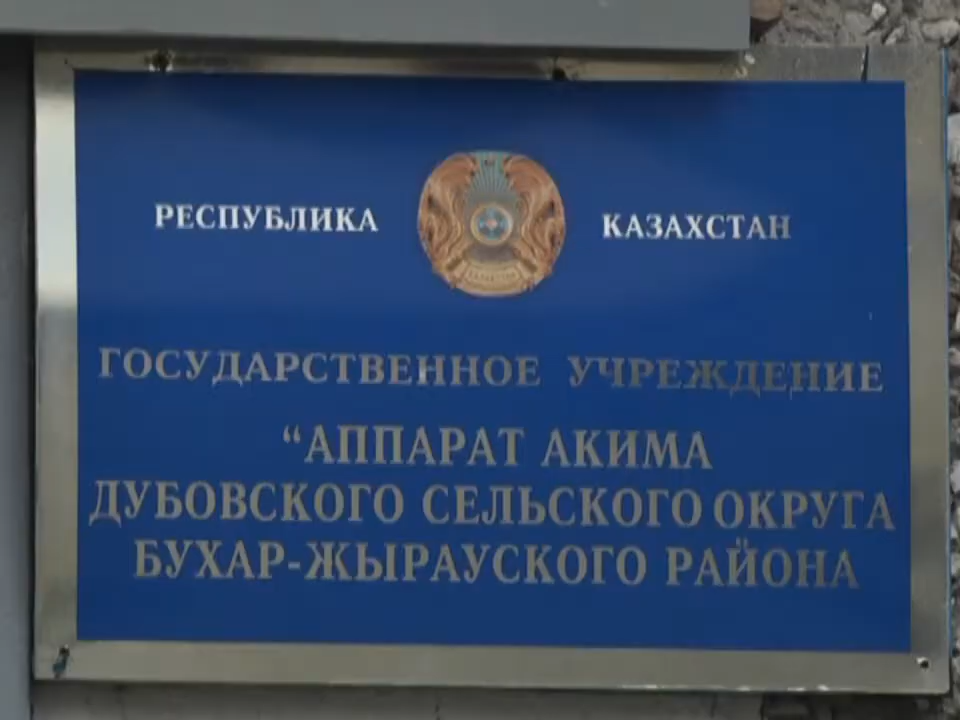 РЕСПУБЛИКА КАЗАХСТАН
ГОСУДАРСТВЕННОЕ УЧРЕЖДЕНИЕ
“АППАРАТ АКИМА
ДУБОВСКОГО СЕЛЬСКОГО ОКРУГА
БУХАР-ЖЫРАУСКОГО РАЙОНА